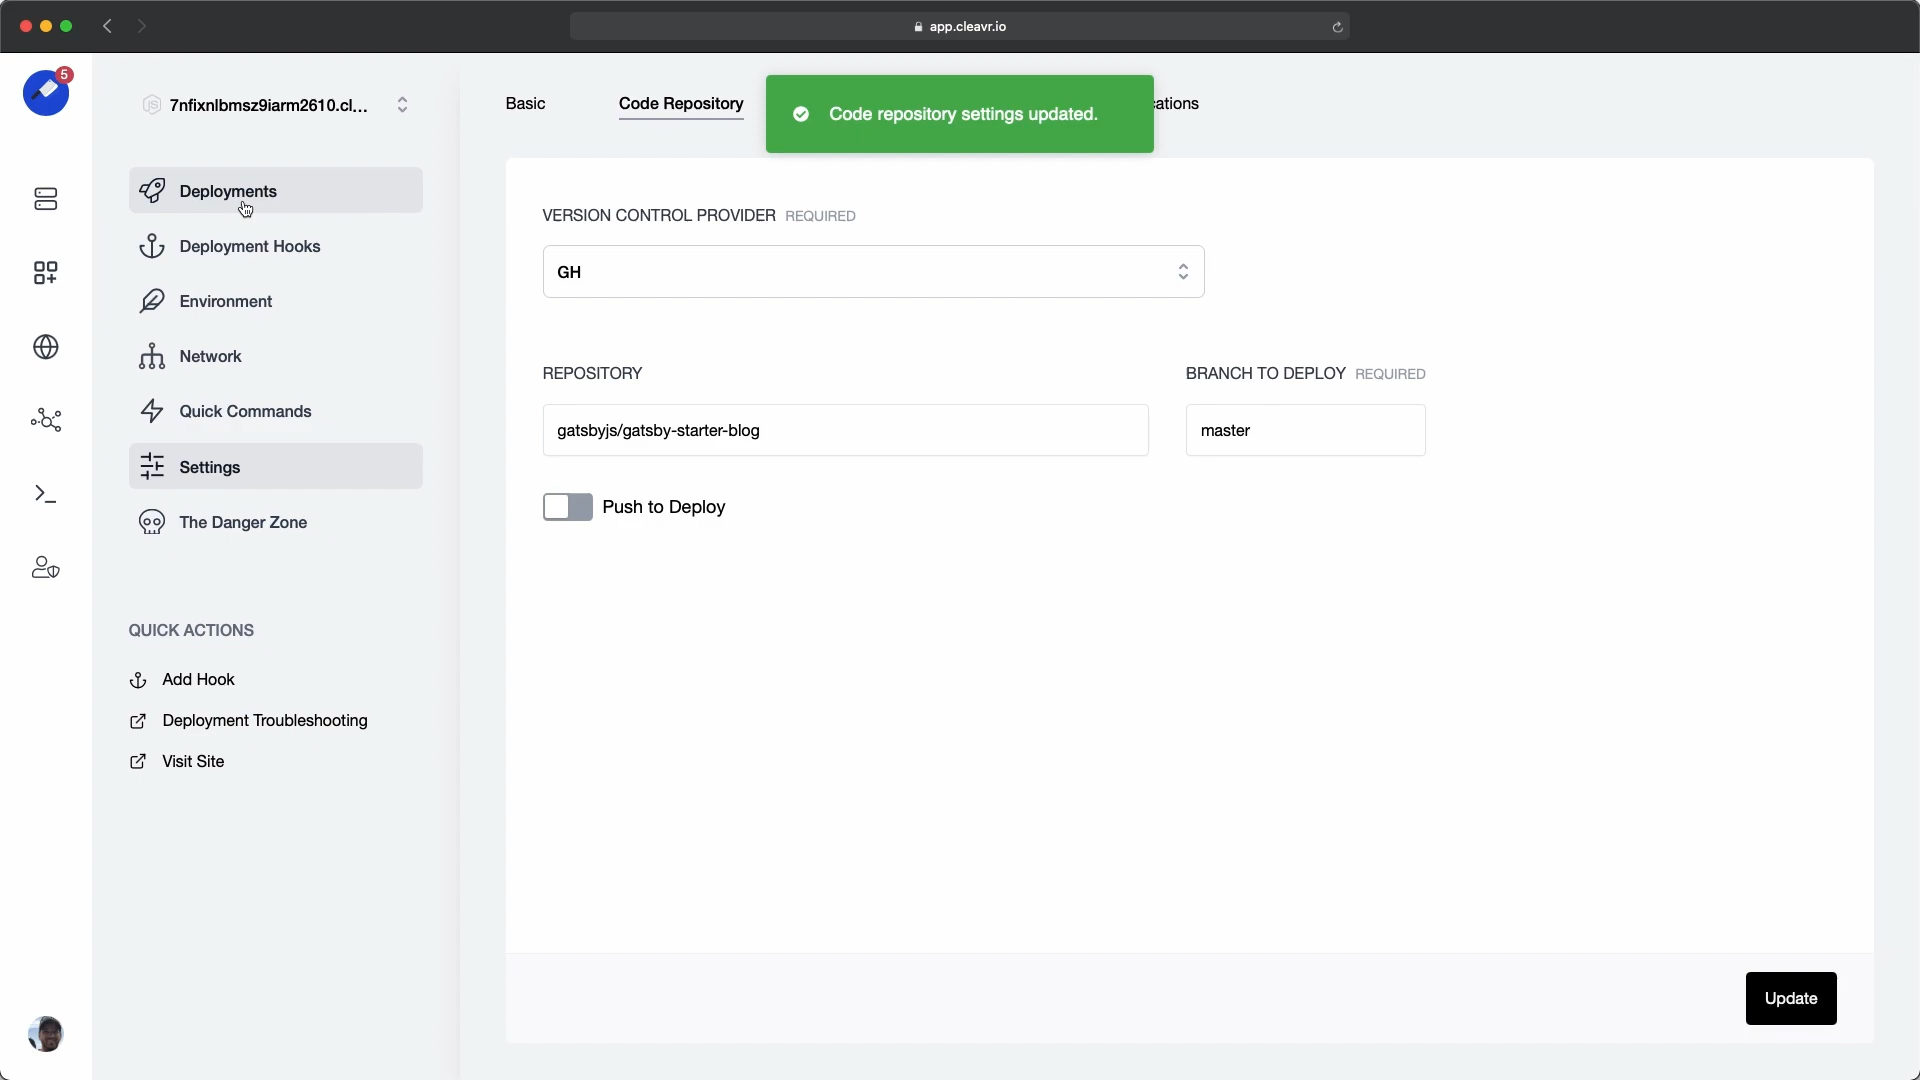 app.cleavr.io
5
7nfixnlbmsz9iarm2610.cl...
Basic
Code Repository
Code repository settings updated.
cations
Deployments
Deployment Hooks
Environment
Network
Quick Commands
Settings
The Danger Zone
QUICK ACTIONS
Add Hook
Deployment Troubleshooting
Visit Site
VERSION CONTROL PROVIDER REQUIRED
GH
REPOSITORY
gatsbyjs/gatsby-starter-blog
BRANCH TO DEPLOY REQUIRED
master
Push to Deploy
Update